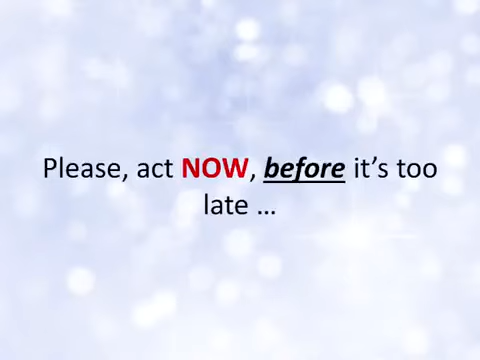 Please, act NOW, before it’s too
late …